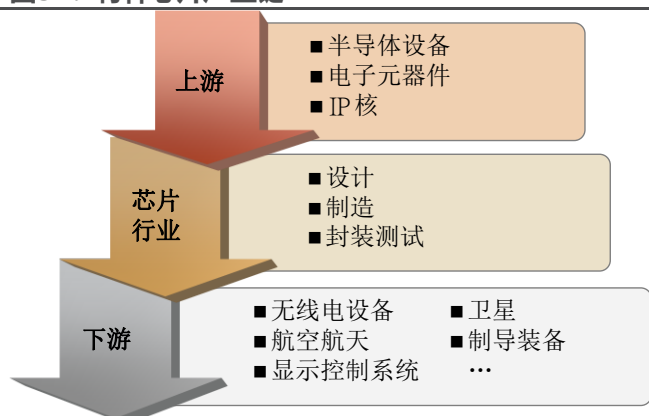 上游
■半导体设备
■电子元器件
■IP核
芯片
行业
■设计
■制造
■封装测试
下游
■无线电设备 ■卫星
■航空航天 ■制导装备
■显示控制系统 …